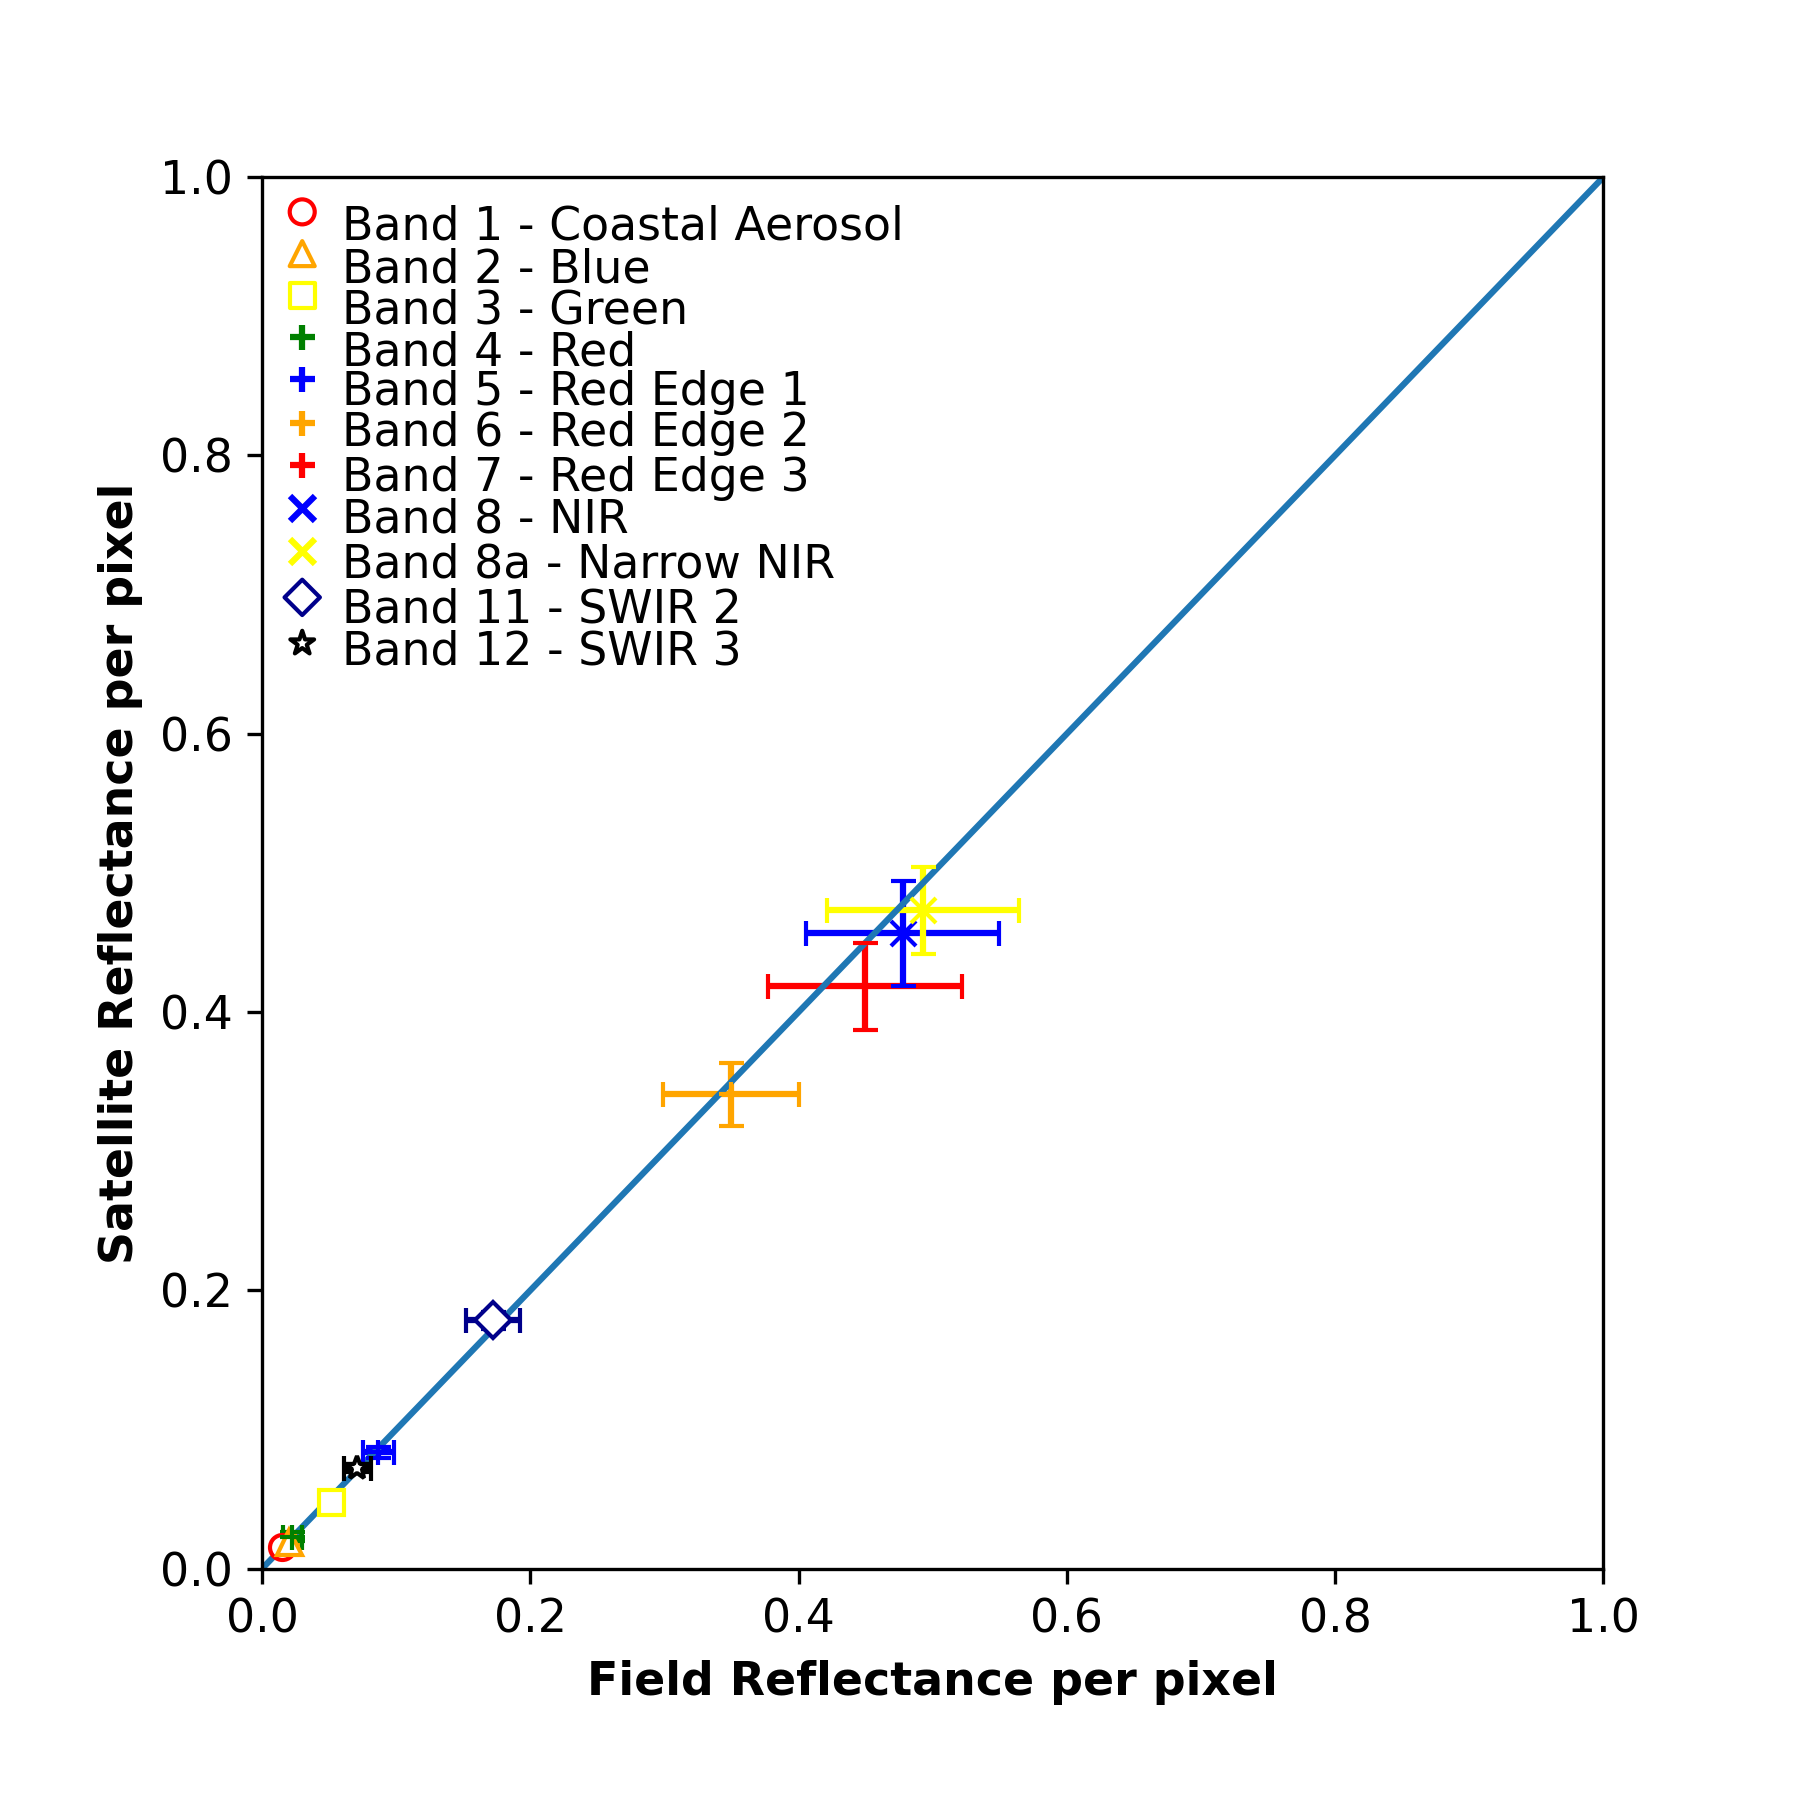 1.0
Band 1 - Coastal Aerosol
Band 2 - Blue
Band 3 - Green
Band 4 - Red
Band 5 - Red Edge 1
Band 6 - Red Edge 2
Band 7 - Red Edge 3
Band 8 - NIR
Band 8a - Narrow NIR
Band 11 - SWIR 2
Band 12 - SWIR 3
0.8
0.6
0.4
0.2
0.0
Satellite Reflectance per pixel
0.0 0.2 0.4 0.6 0.8 1.0
Field Reflectance per pixel